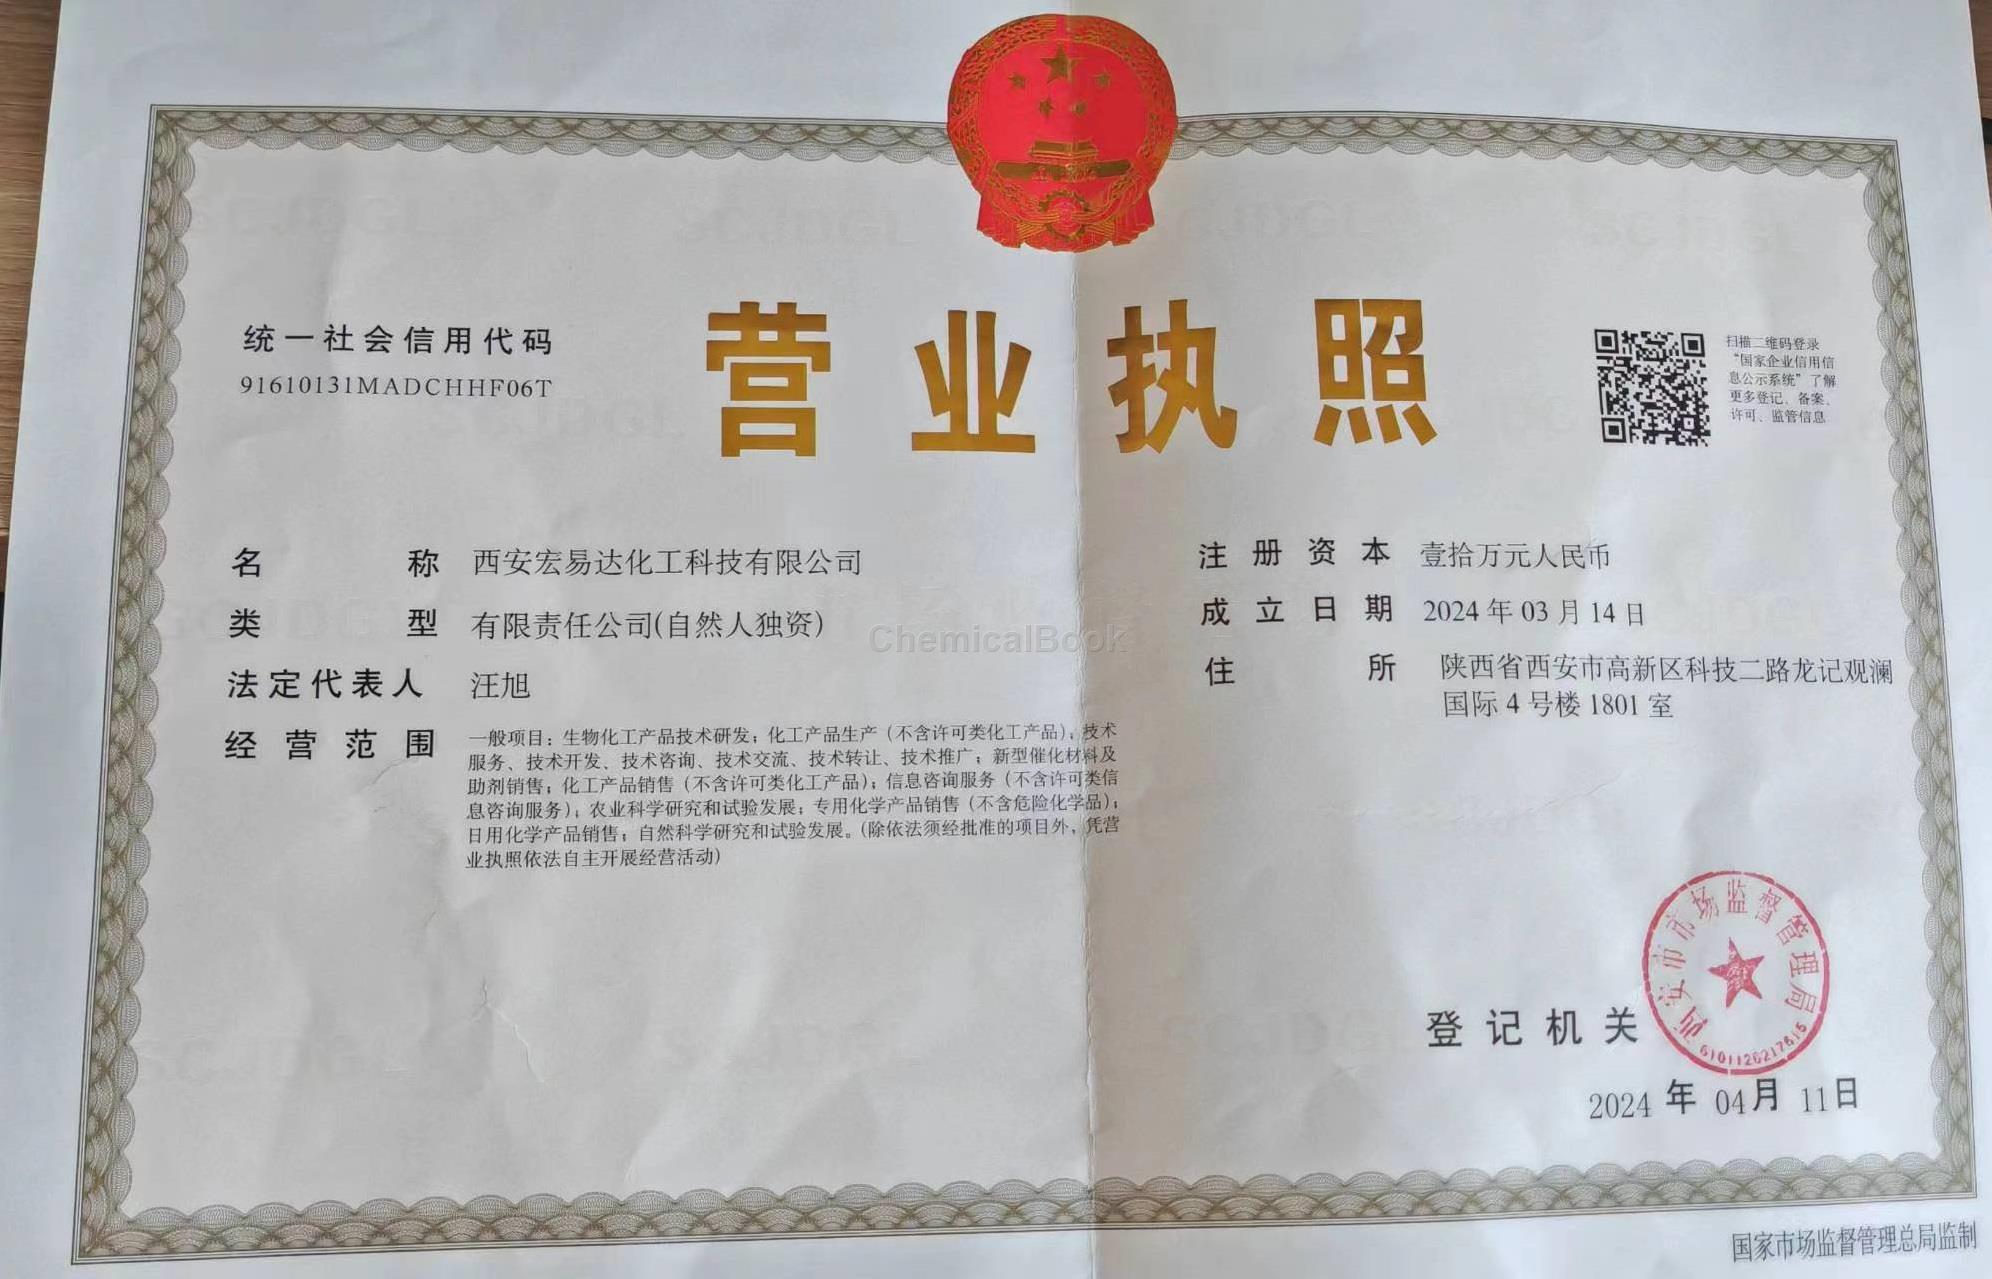 营业执照
统一社会信用代码
91610131MADCHHF06T
扫描二维码登录
“国家企业信用信
息公示系统”了解
更多登记、备案、
许可、监管信息
名称 西安宏易达化工科技有限公司
类型 有限责任公司(自然人独资)
法定代表人 汪旭
经营范围 一般项目：生物化工产品技术研发；化工产品生产（不含许可类化工产品）；技术
服务、技术开发、技术咨询、技术交流、技术转让、技术推广；新型催化材料及
助剂销售；化工产品销售（不含许可类化工产品）；信息咨询服务（不含许可类信
息咨询服务）；农业科学研究和试验发展；专用化学产品销售（不含危险化学品）；
日用化学产品销售；自然科学研究和试验发展。（除依法须经批准的项目外，凭营
业执照依法自主开展经营活动）
注册资本 壹拾万元人民币
成立日期 2024年03月14日
住所 陕西省西安市高新区科技二路龙记观澜
国际4号楼1801室
ChemicalBook
登记机关
西安市市场监督管理局
6101126217615
2024年04月11日
国家市场监督管理总局监制